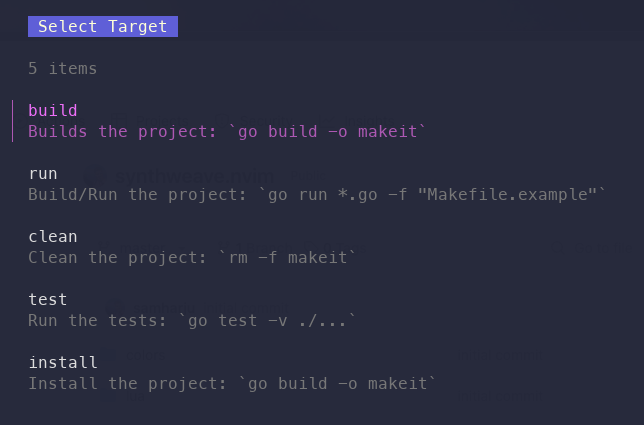 Select Target
5 items
build
Builds the project: `go build -o makeit`
run
Build/Run the project: `go run *.go -f "Makefile.example"`
clean
Clean the project: `rm -f makeit`
test
Run the tests: `go test -v ./...`
install
Install the project: `go build -o makeit`